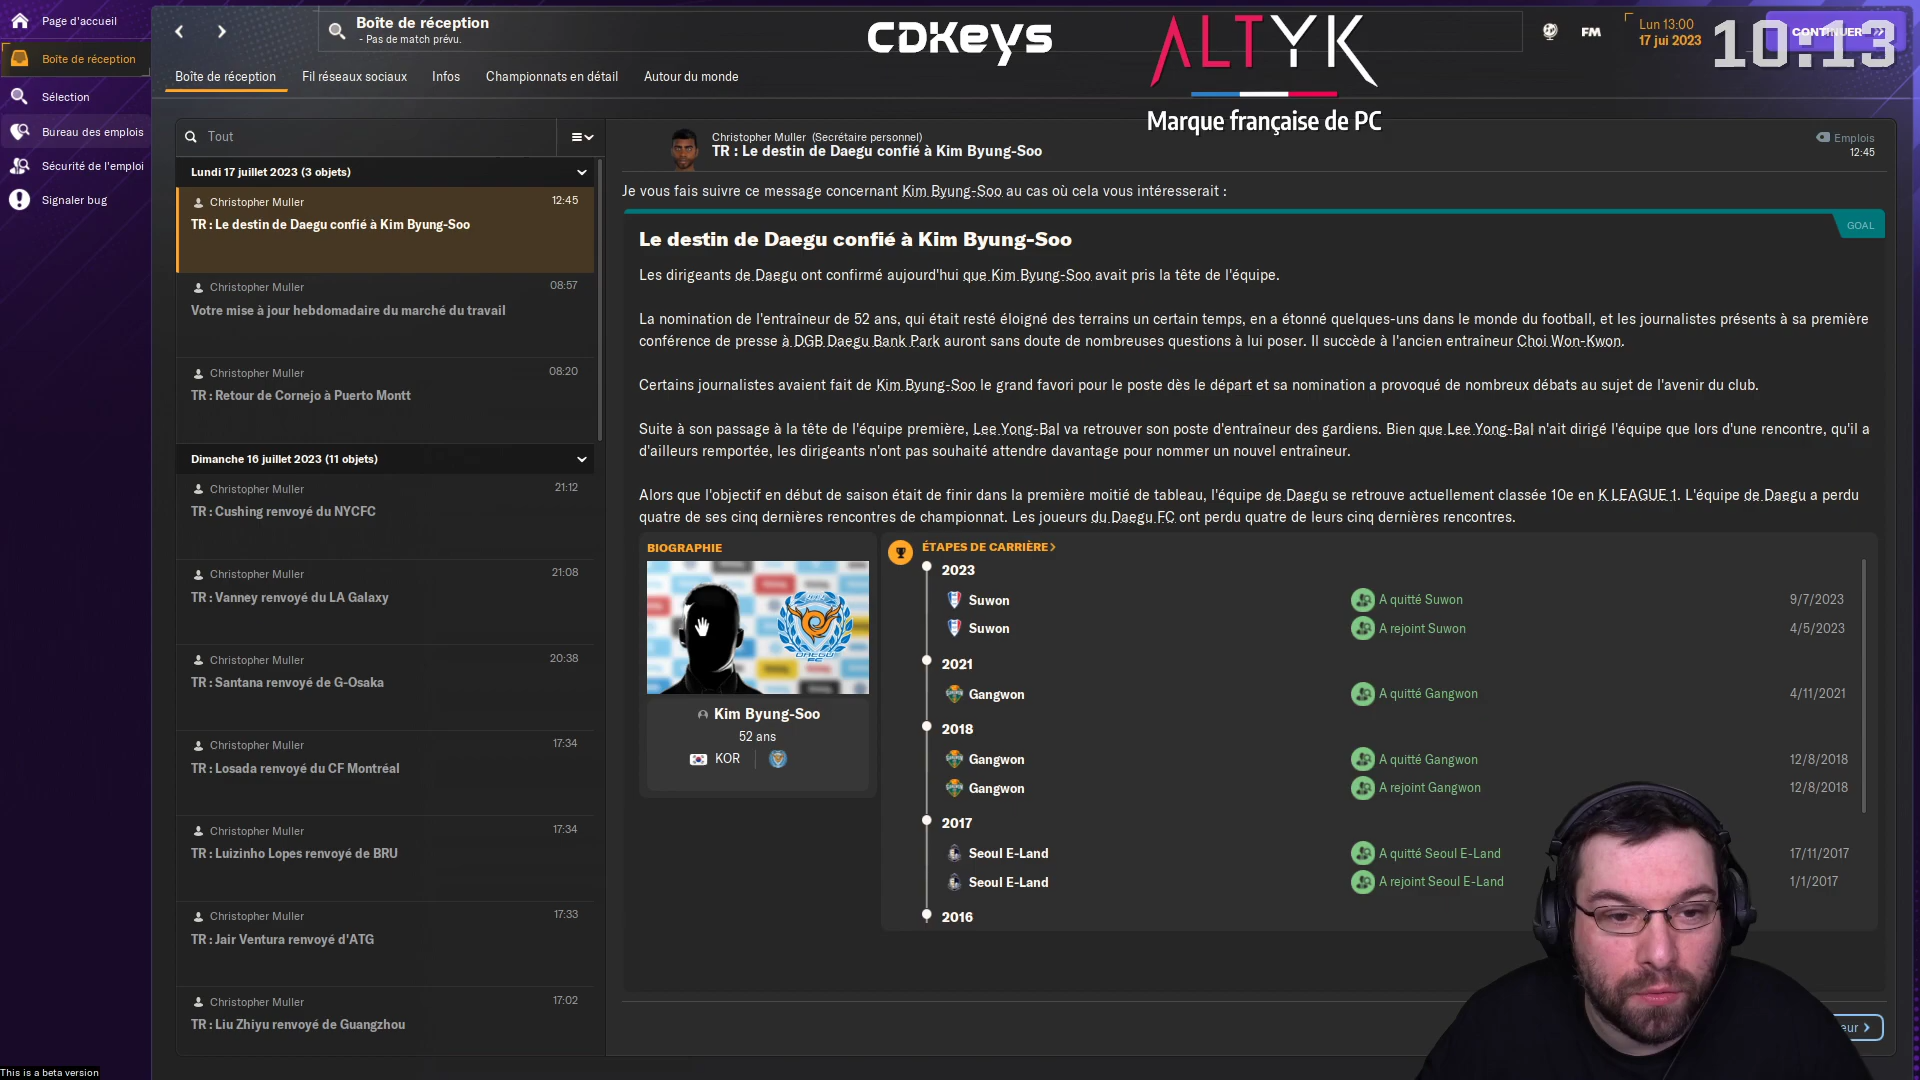 Page d'accueil
Boîte de réception
Sélection
Bureau des emplois
Sécurité de l'emploi
Signaler bug
This is a beta version
Boîte de réception
- Pas de match prévu.
CDKeys
ALTYK
Marque française de PC
FM
Lun 13:00
17 jui 2023
CONTINUER
10:13
Boîte de réception
Fil réseaux sociaux
Infos
Championnats en détail
Autour du monde
Tout
Lundi 17 juillet 2023 (3 objets)
Christopher Muller 12:45
TR : Le destin de Daegu confié à Kim Byung-Soo
Christopher Muller 08:57
Votre mise à jour hebdomadaire du marché du travail
Christopher Muller 08:20
TR : Retour de Cornejo à Puerto Montt
Dimanche 16 juillet 2023 (11 objets)
Christopher Muller 21:12
TR : Cushing renvoyé du NYCFC
Christopher Muller 21:08
TR : Vanney renvoyé du LA Galaxy
Christopher Muller 20:38
TR : Santana renvoyé de G-Osaka
Christopher Muller 17:34
TR : Losada renvoyé du CF Montréal
Christopher Muller 17:34
TR : Luizinho Lopes renvoyé de BRU
Christopher Muller 17:33
TR : Jair Ventura renvoyé d'ATG
Christopher Muller 17:02
TR : Liu Zhiyu renvoyé de Guangzhou
Christopher Muller (Secrétaire personnel)
TR : Le destin de Daegu confié à Kim Byung-Soo
Emplois
12:45
Je vous fais suivre ce message concernant Kim Byung-Soo au cas où cela vous intéresserait :
GOAL
Le destin de Daegu confié à Kim Byung-Soo
Les dirigeants de Daegu ont confirmé aujourd'hui que Kim Byung-Soo avait pris la tête de l'équipe.
La nomination de l'entraîneur de 52 ans, qui était resté éloigné des terrains un certain temps, en a étonné quelques-uns dans le monde du football, et les journalistes présents à sa première
conférence de presse à DGB Daegu Bank Park auront sans doute de nombreuses questions à lui poser. Il succède à l'ancien entraîneur Choi Won-Kwon.
Certains journalistes avaient fait de Kim Byung-Soo le grand favori pour le poste dès le départ et sa nomination a provoqué de nombreux débats au sujet de l'avenir du club.
Suite à son passage à la tête de l'équipe première, Lee Yong-Bal va retrouver son poste d'entraîneur des gardiens. Bien que Lee Yong-Bal n'ait dirigé l'équipe que lors d'une rencontre, qu'il a
d'ailleurs remportée, les dirigeants n'ont pas souhaité attendre davantage pour nommer un nouvel entraîneur.
Alors que l'objectif en début de saison était de finir dans la première moitié de tableau, l'équipe de Daegu se retrouve actuellement classée 10e en K LEAGUE 1. L'équipe de Daegu a perdu
quatre de ses cinq dernières rencontres de championnat. Les joueurs du Daegu FC ont perdu quatre de leurs cinq dernières rencontres.
BIOGRAPHIE
DAEGU FC
Kim Byung-Soo
52 ans
KOR
ÉTAPES DE CARRIÈRE
2023
Suwon A quitté Suwon 9/7/2023
Suwon A rejoint Suwon 4/5/2023
2021
Gangwon A quitté Gangwon 4/11/2021
2018
Gangwon A quitté Gangwon 12/8/2018
Gangwon A rejoint Gangwon 12/8/2018
2017
Seoul E-Land A quitté Seoul E-Land 17/11/2017
Seoul E-Land A rejoint Seoul E-Land 1/1/2017
2016